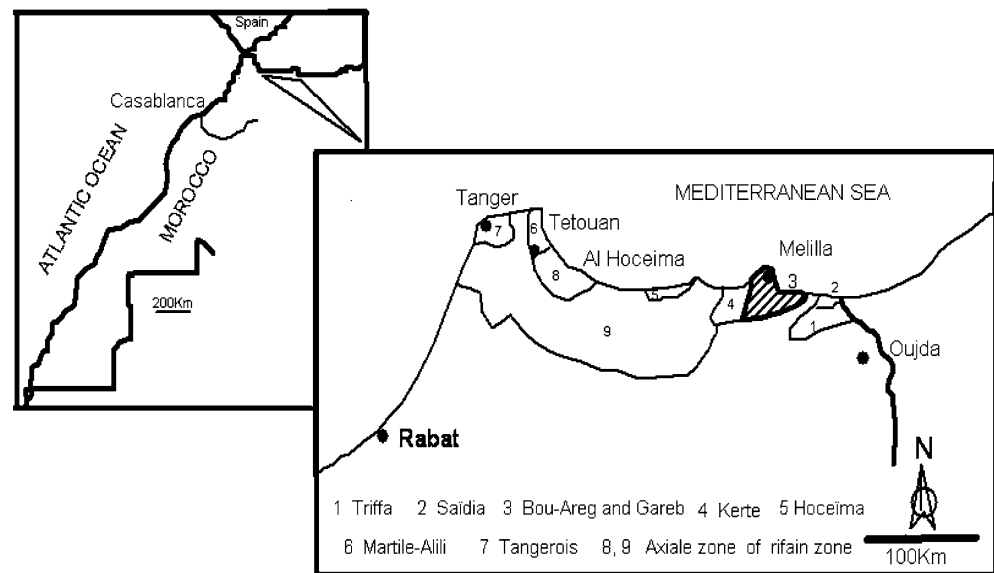 Spain
Casablanca
ATLANTIC OCEAN
MOROCCO
200Km
MEDITERRANEAN SEA
Tanger
Tetouan
Al Hoceima
Melilla
7
6
8
5
4
3
2
1
9
Oujda
Rabat
N
1 Triffa 2 Saïdia 3 Bou-Areg and Gareb 4 Kerte 5 Hoceïma
6 Martile-Alili 7 Tangerois 8, 9 Axiale zone of rifain zone
100Km